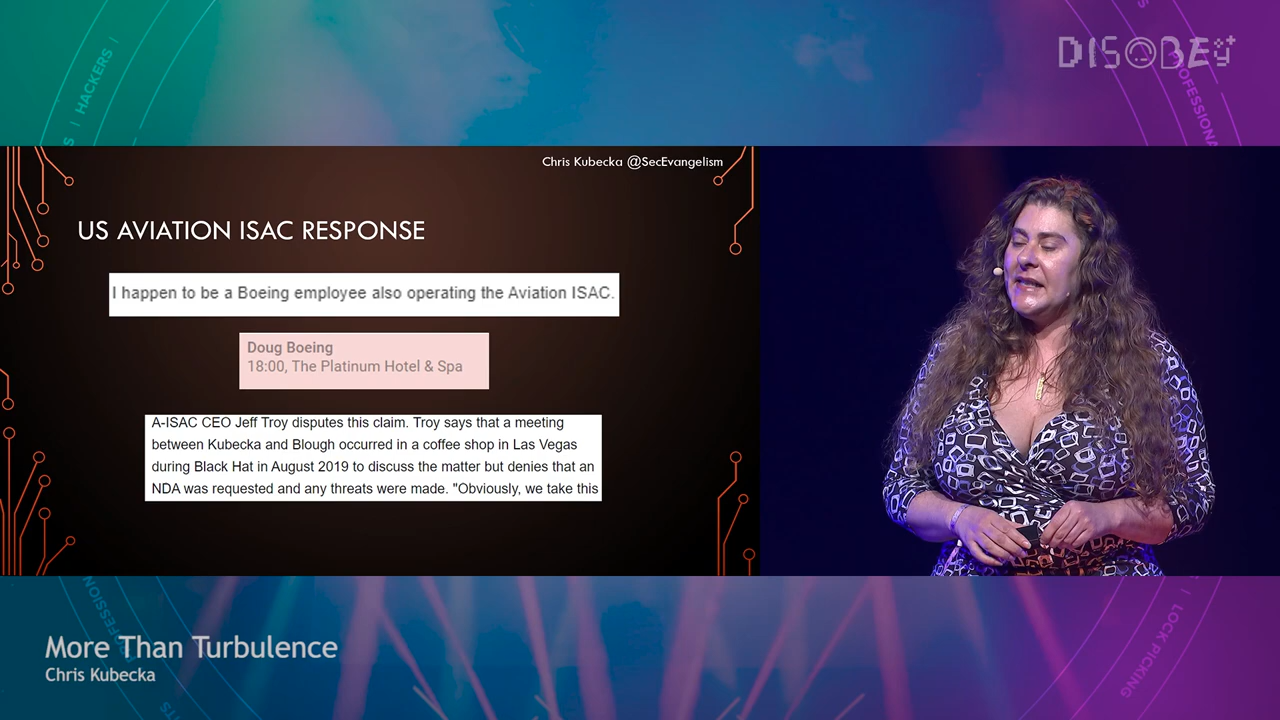 HACKERS |
DISOBEY
PROFESSIONA
Chris Kubecka @SecEvangelism
US AVIATION ISAC RESPONSE
I happen to be a Boeing employee also operating the Aviation ISAC.
Doug Boeing
18:00, The Platinum Hotel & Spa
A-ISAC CEO Jeff Troy disputes this claim. Troy says that a meeting
between Kubecka and Blough occurred in a coffee shop in Las Vegas
during Black Hat in August 2019 to discuss the matter but denies that an
NDA was requested and any threats were made. "Obviously, we take this
More Than Turbulence
Chris Kubecka
| LOCK PICKING